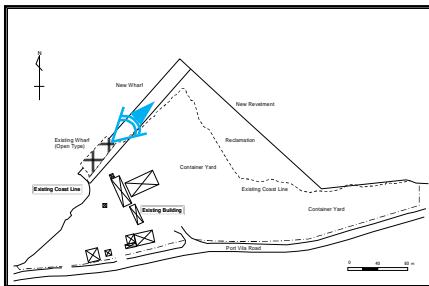 N
New Wharf
New Revetment
Existing Wharf
(Open Type)
Reclamation
Container Yard
Existing Coast Line
Existing Coast Line
Existing Building
Container Yard
Port Vila Road
0 40 80 m